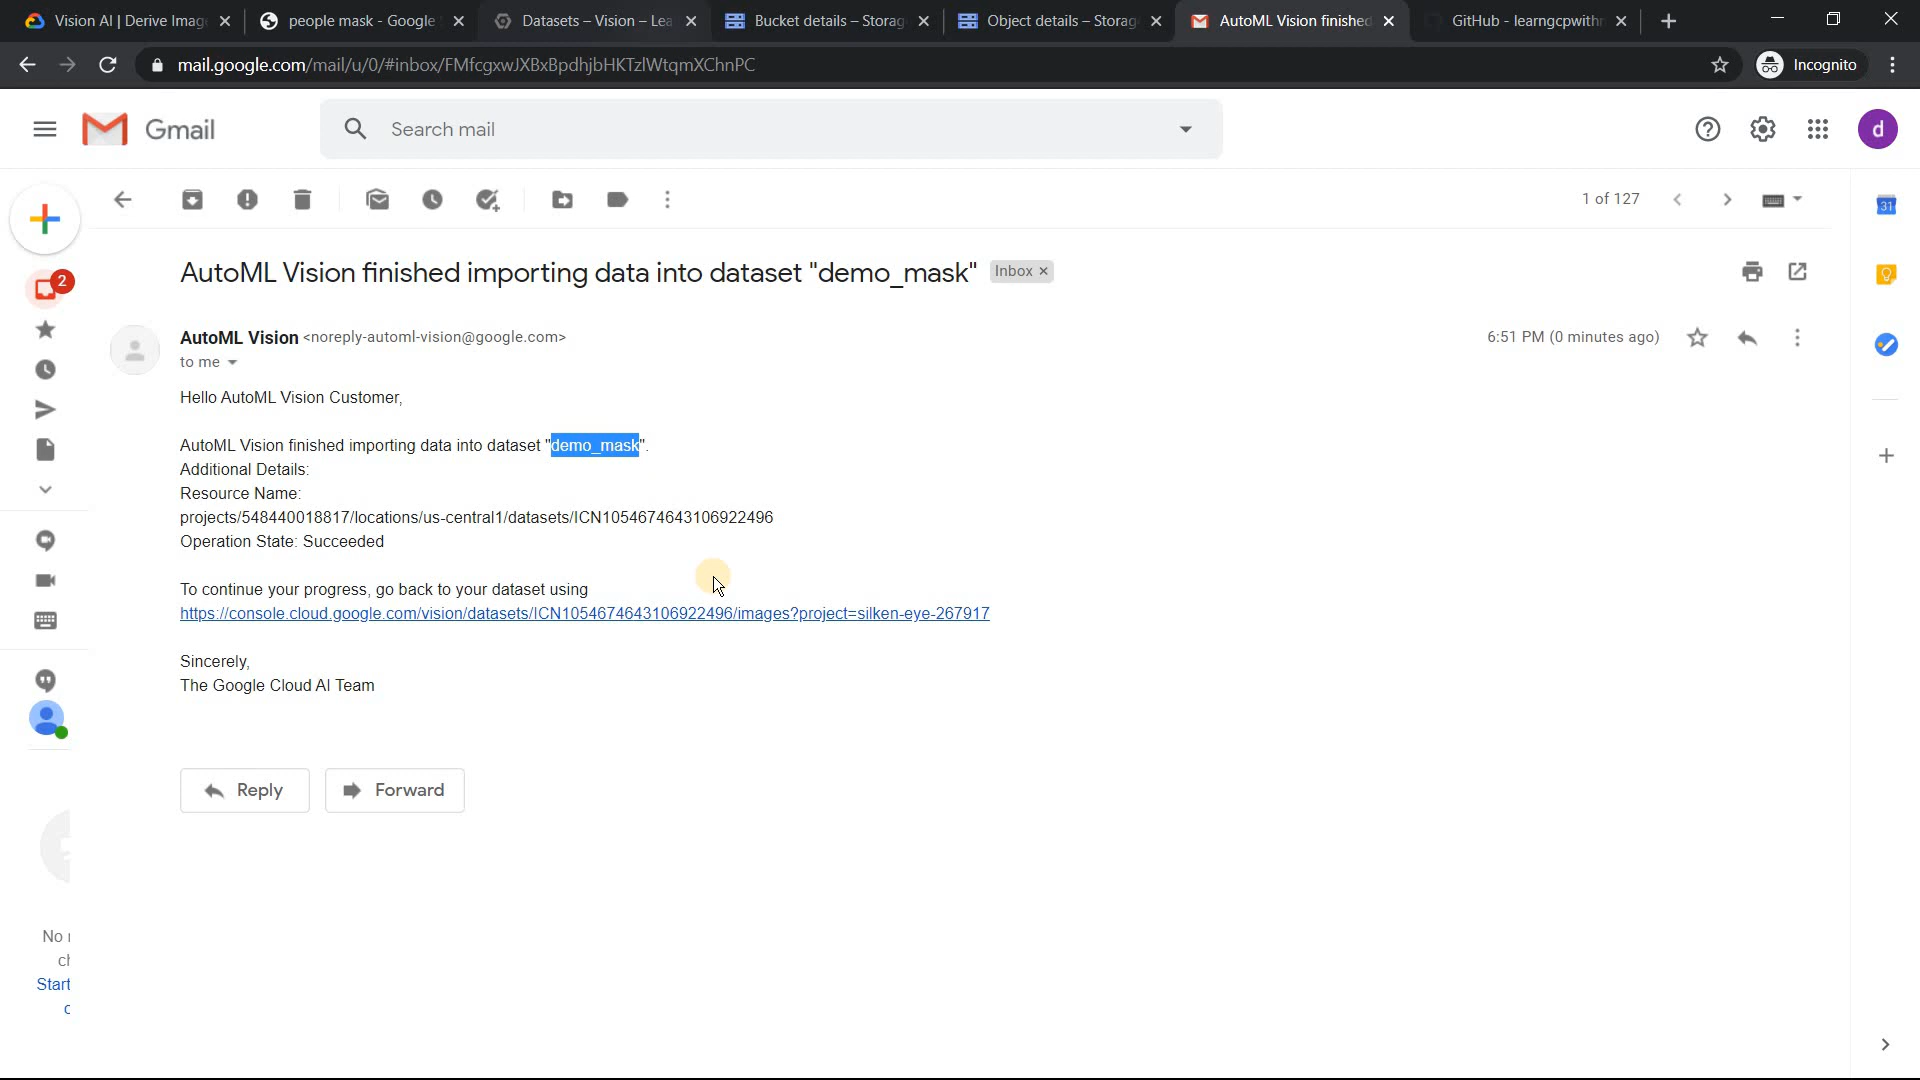 Vision AI | Derive Image
people mask - Google
Datasets – Vision – Lea
Bucket details – Storag
Object details – Storag
AutoML Vision finished
GitHub - learngcpwith
mail.google.com/mail/u/0/#inbox/FMfcgxwJXBxBpdhjbHKTzlWtqmXChnPC
Incognito
Gmail
Search mail
d
1 of 127
31
2
AutoML Vision finished importing data into dataset "demo_mask"
Inbox ×
AutoML Vision <noreply-automl-vision@google.com>
6:51 PM (0 minutes ago)
to me
Hello AutoML Vision Customer,
AutoML Vision finished importing data into dataset "demo_mask".
Additional Details:
Resource Name:
projects/548440018817/locations/us-central1/datasets/ICN1054674643106922496
Operation State: Succeeded
To continue your progress, go back to your dataset using
https://console.cloud.google.com/vision/datasets/ICN1054674643106922496/images?project=silken-eye-267917
Sincerely,
The Google Cloud AI Team
Reply
Forward
No
Start